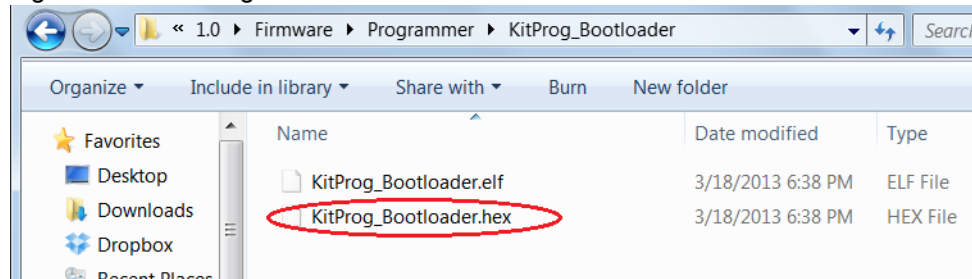 « 1.0 ▸ Firmware ▸ Programmer ▸ KitProg_Bootloader
Organize ▾ Include in library ▾ Share with ▾ Burn New folder
Favorites
Desktop
Downloads
Dropbox
Recent Places
Name Date modified Type
KitProg_Bootloader.elf 3/18/2013 6:38 PM ELF File
KitProg_Bootloader.hex 3/18/2013 6:38 PM HEX File